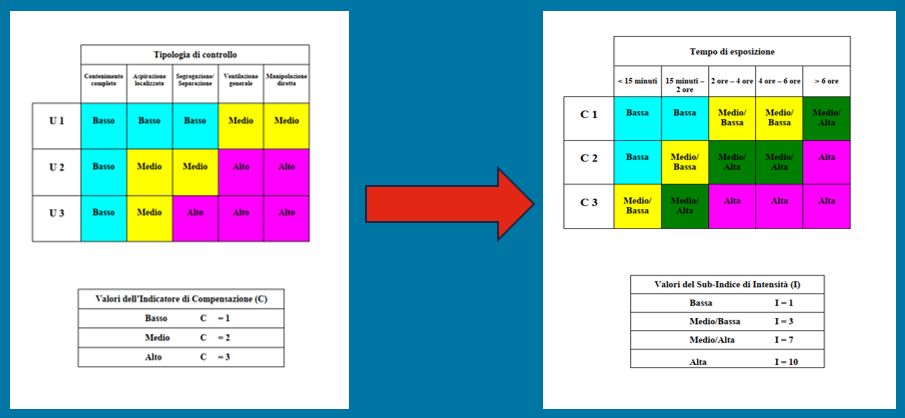 Tipologia di controllo
Contenimento completo Aspirazione localizzata Segregazione/ Separazione Ventilazione generale Manipolazione diretta
U 1 Basso Basso Basso Medio Medio
U 2 Basso Medio Medio Alto Alto
U 3 Basso Medio Alto Alto Alto
Valori dell'Indicatore di Compensazione (C)
Basso C = 1
Medio C = 2
Alto C = 3
Tempo di esposizione
< 15 minuti 15 minuti – 2 ore 2 ore – 4 ore 4 ore – 6 ore > 6 ore
C 1 Bassa Bassa Medio/ Bassa Medio/ Bassa Medio/ Alta
C 2 Bassa Medio/ Bassa Medio/ Alta Medio/ Alta Alta
C 3 Medio/ Bassa Medio/ Alta Alta Alta Alta
Valori del Sub-Indice di Intensità (I)
Bassa I = 1
Medio/Bassa I = 3
Medio/Alta I = 7
Alta I = 10